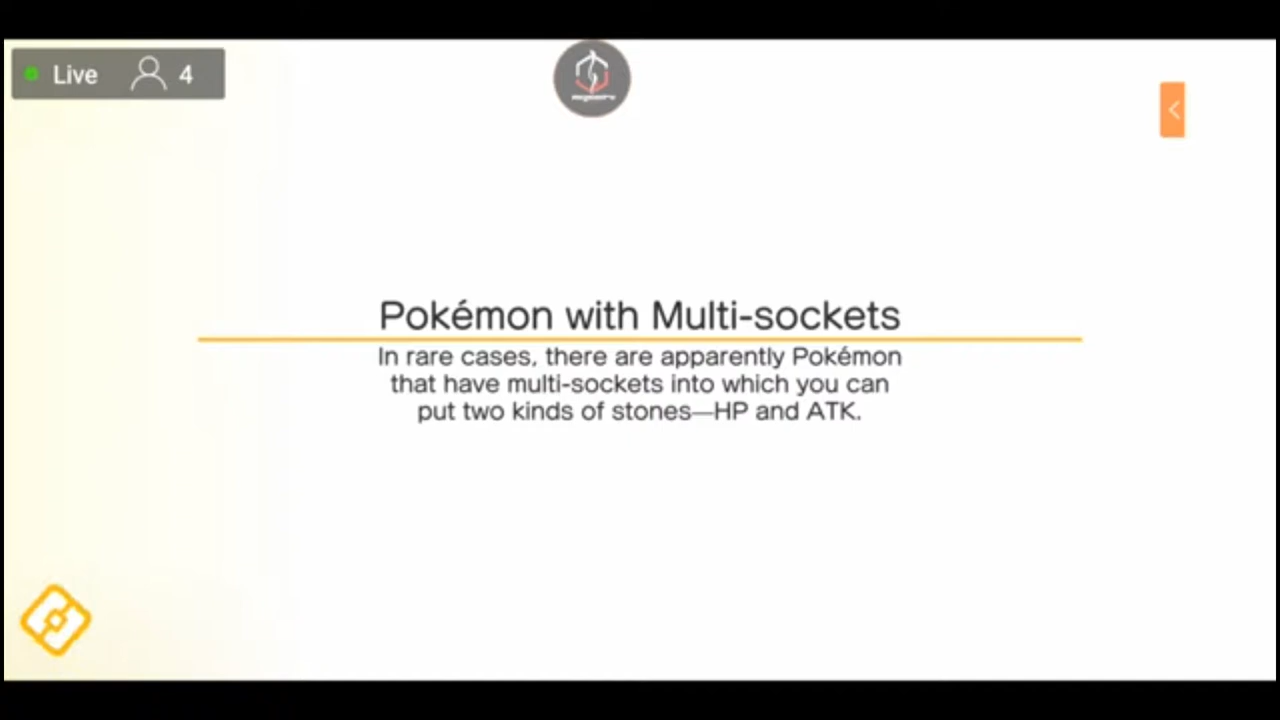 Live 4
Pokémon with Multi-sockets
In rare cases, there are apparently Pokémon
that have multi-sockets into which you can
put two kinds of stones—HP and ATK.